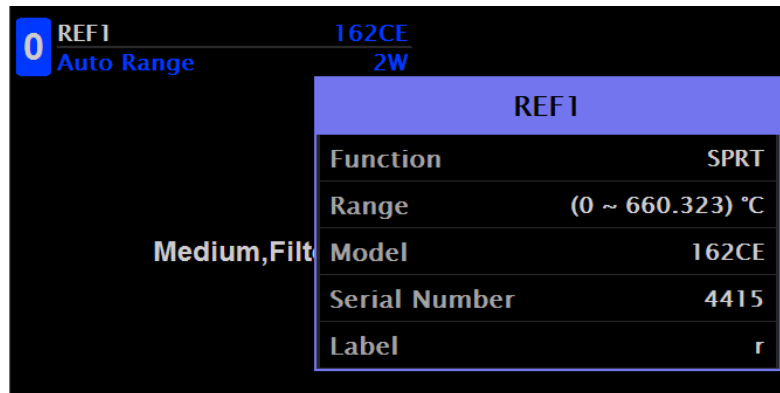 0 REF1 162CE
Auto Range 2W
REF1
Function SPRT
Range (0 ~ 660.323) ℃
Medium,Filt
Model 162CE
Serial Number 4415
Label r